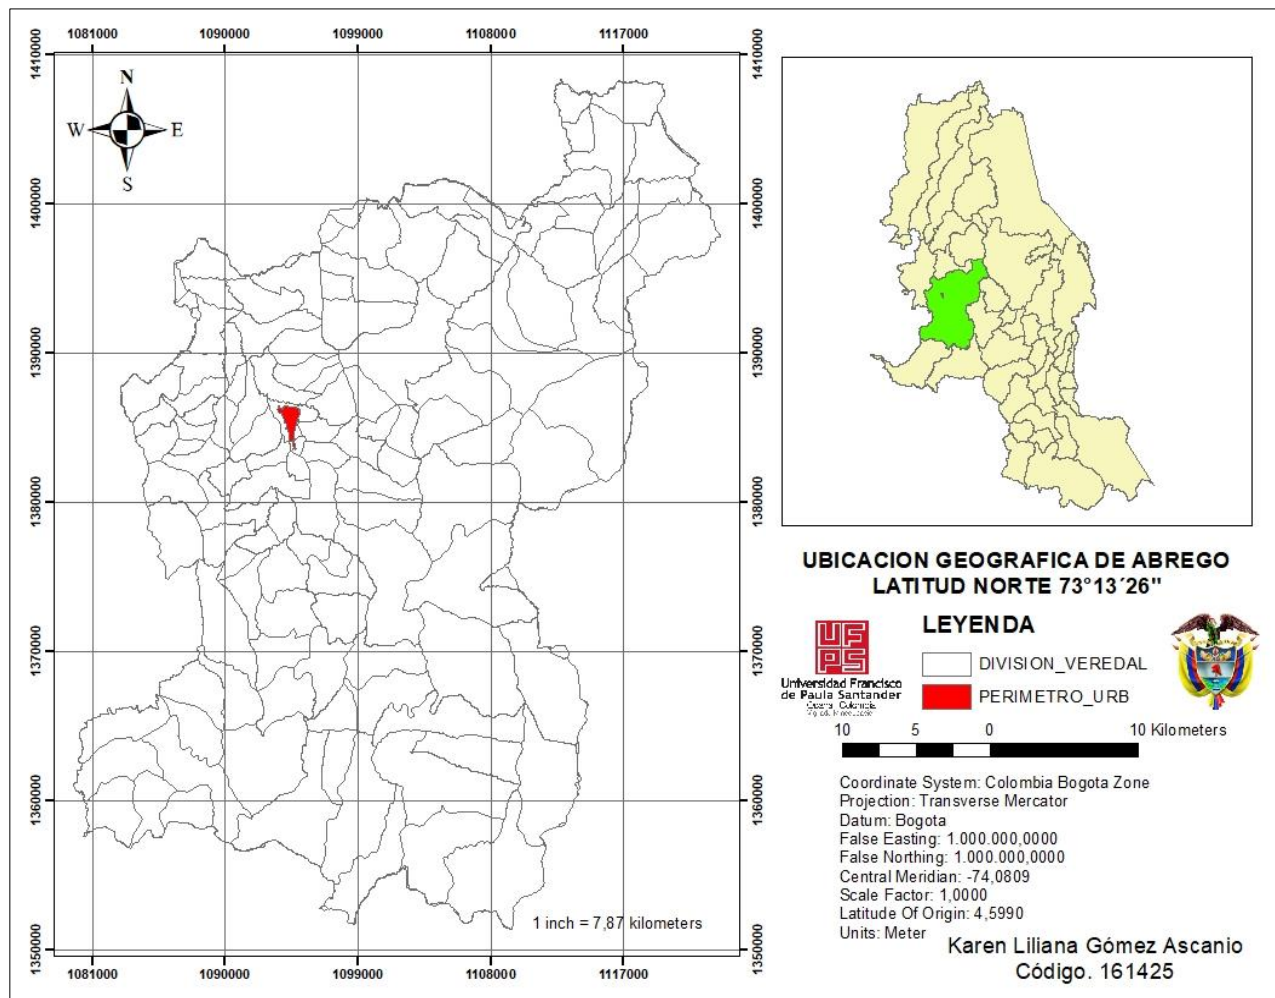 1081000 1090000 1099000 1108000 1117000
1410000 1410000
1400000 1400000
1390000 1390000
1380000 1380000
1370000 1370000
1360000 1360000
1350000 1350000
N
W E
S
1 inch = 7,87 kilometers
1081000 1090000 1099000 1108000 1117000
UBICACION GEOGRAFICA DE ABREGO
LATITUD NORTE 73°13´26"
LEYENDA
DIVISION_VEREDAL
PERIMETRO_URB
UF
PS
Universidad Francisco
de Paula Santander
Ocaña Colombia
10 5 0 10 Kilometers
Coordinate System: Colombia Bogota Zone
Projection: Transverse Mercator
Datum: Bogota
False Easting: 1.000.000,0000
False Northing: 1.000.000,0000
Central Meridian: -74,0809
Scale Factor: 1,0000
Latitude Of Origin: 4,5990
Units: Meter
Karen Liliana Gómez Ascanio
Código. 161425